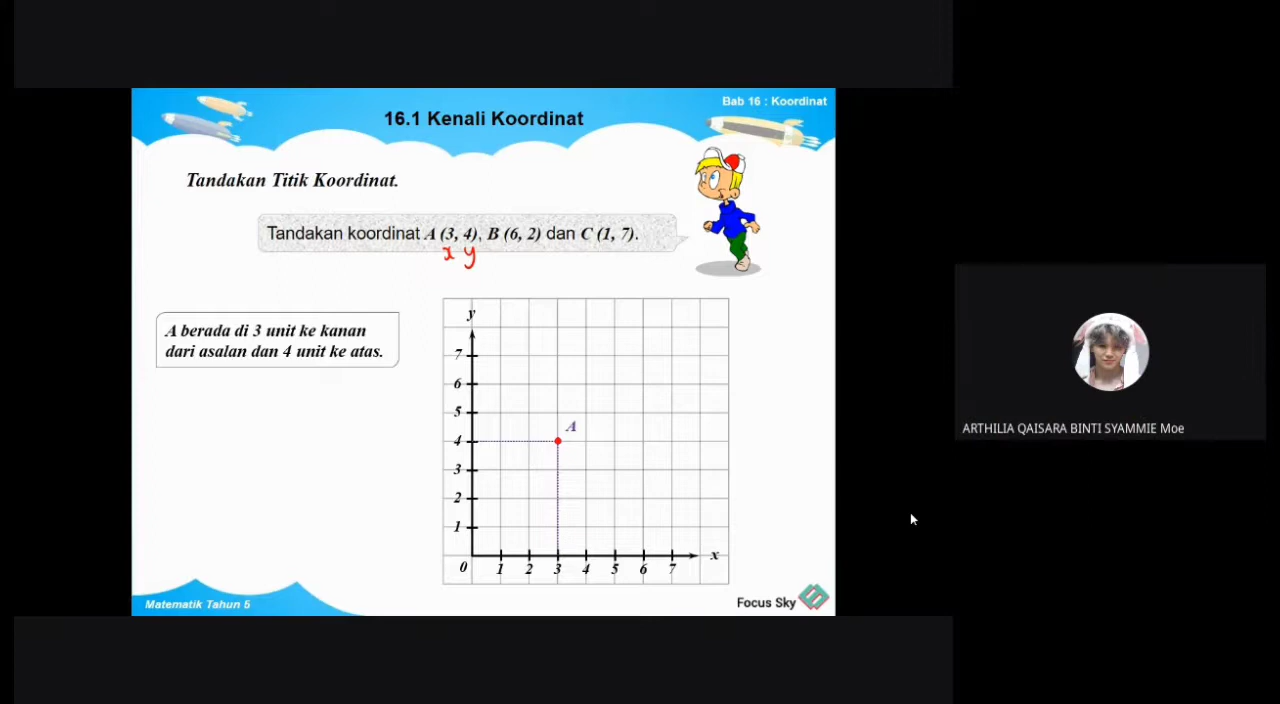 Bab 16 : Koordinat
16.1 Kenali Koordinat
Tandakan Titik Koordinat.
Tandakan koordinat A (3, 4), B (6, 2) dan C (1, 7).
x y
A berada di 3 unit ke kanan
dari asalan dan 4 unit ke atas.
y
7
6
5
4
3
2
1
A
0 1 2 3 4 5 6 7 x
Matematik Tahun 5
Focus Sky
ARTHILIA QAISARA BINTI SYAMMIE Moe